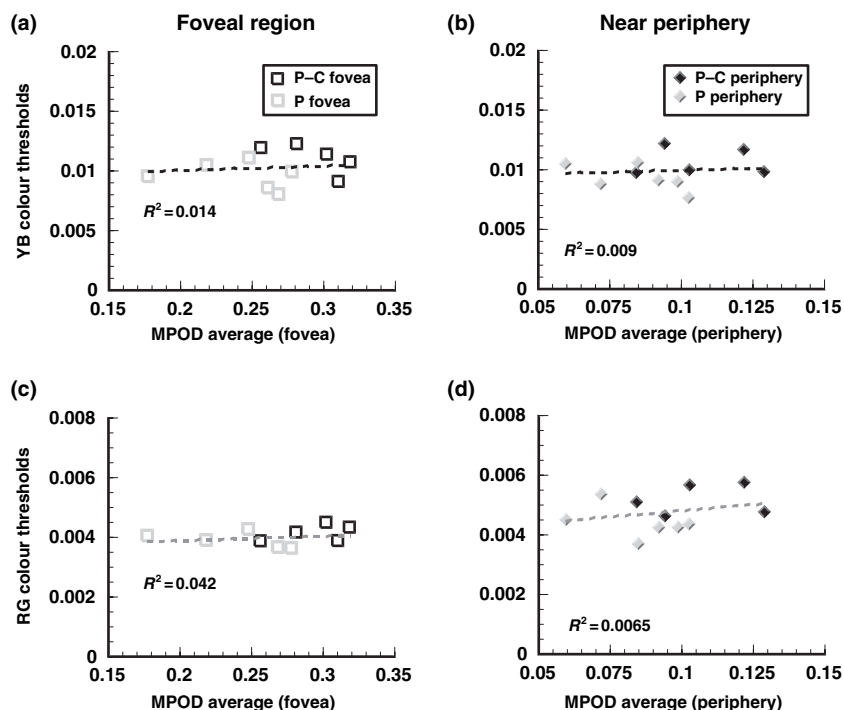 (a) Foveal region
YB colour thresholds
0.02
0.015
0.01
0.005
0
P–C fovea
P fovea
R² = 0.014
0.15 0.2 0.25 0.3 0.35
MPOD average (fovea)
(b) Near periphery
0.02
0.015
0.01
0.005
0
P–C periphery
P periphery
R² = 0.009
0.05 0.075 0.1 0.125 0.15
MPOD average (periphery)
(c)
RG colour thresholds
0.008
0.006
0.004
0.002
0
R² = 0.042
0.15 0.2 0.25 0.3 0.35
MPOD average (fovea)
(d)
0.008
0.006
0.004
0.002
0
R² = 0.0065
0.05 0.075 0.1 0.125 0.15
MPOD average (periphery)